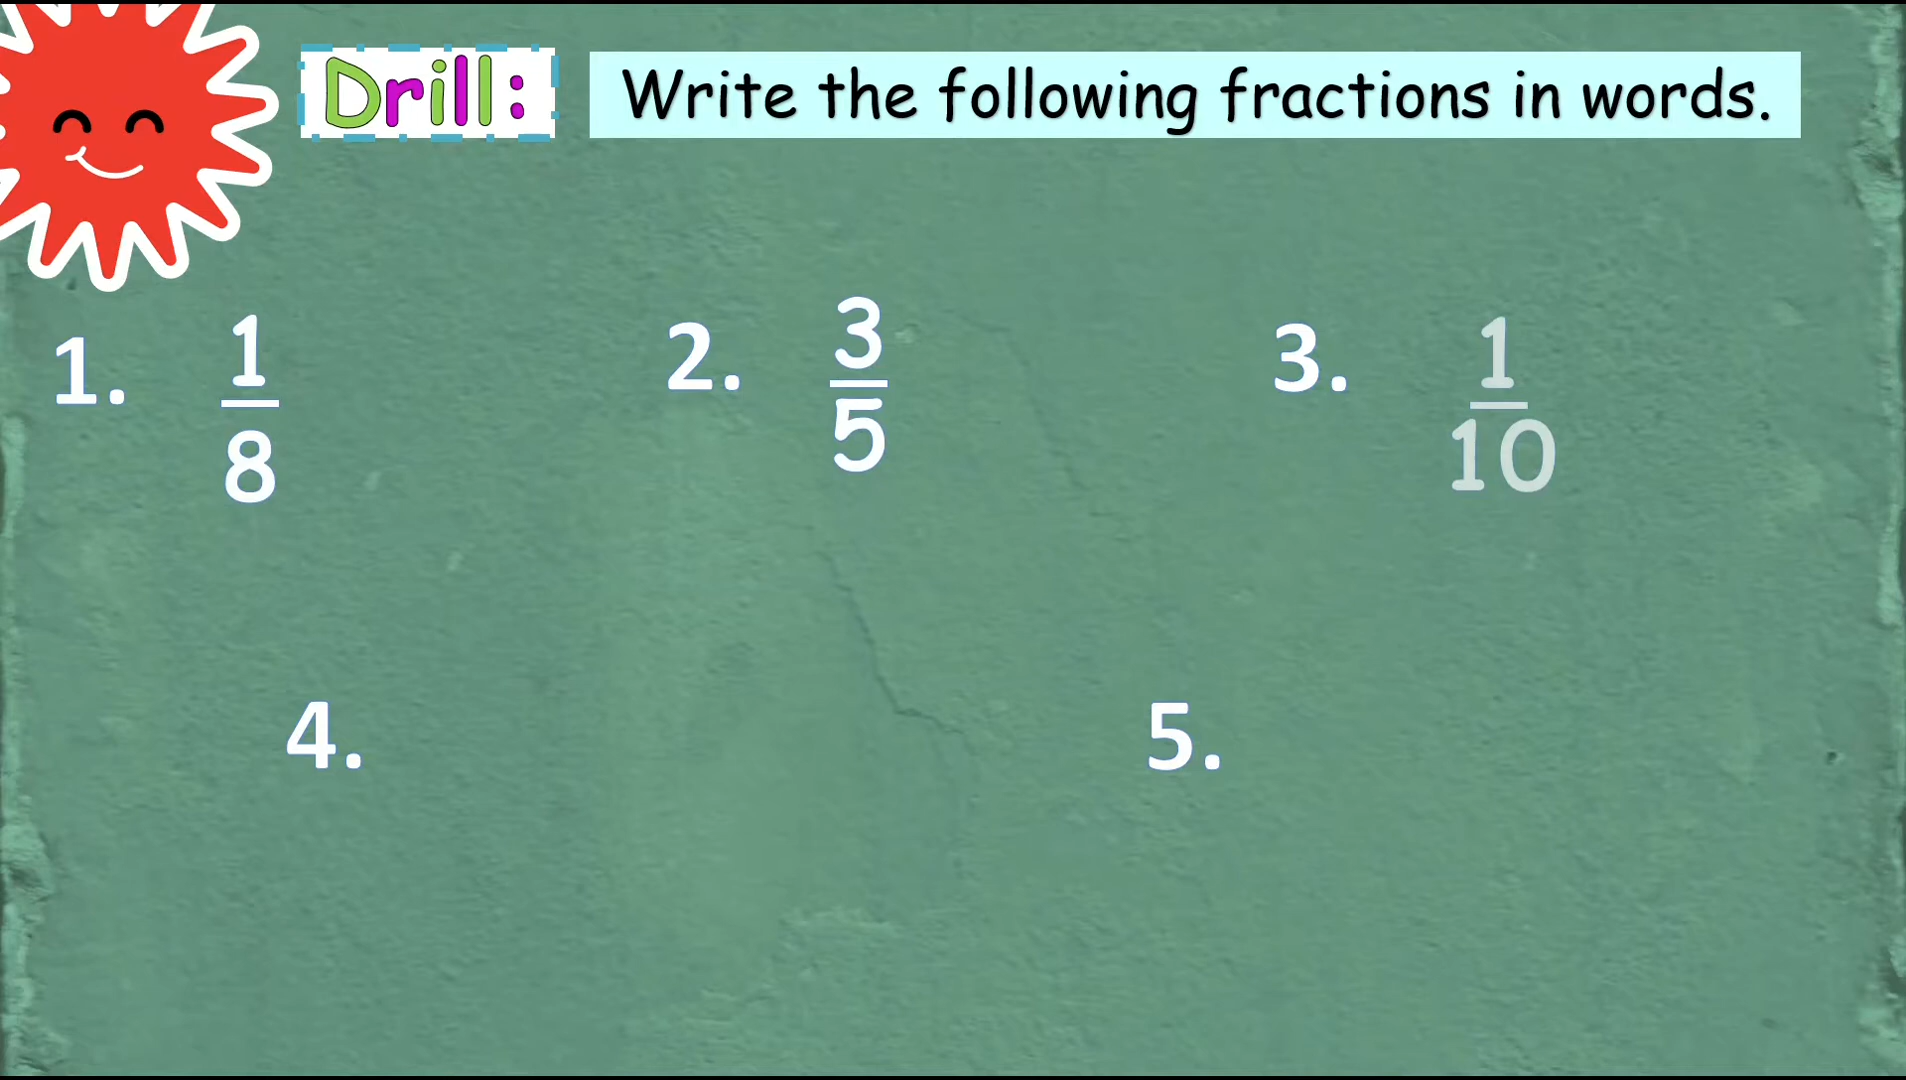 Drill: Write the following fractions in words.
1. 1/8 2. 3/5 3. 1/10
4. 5.